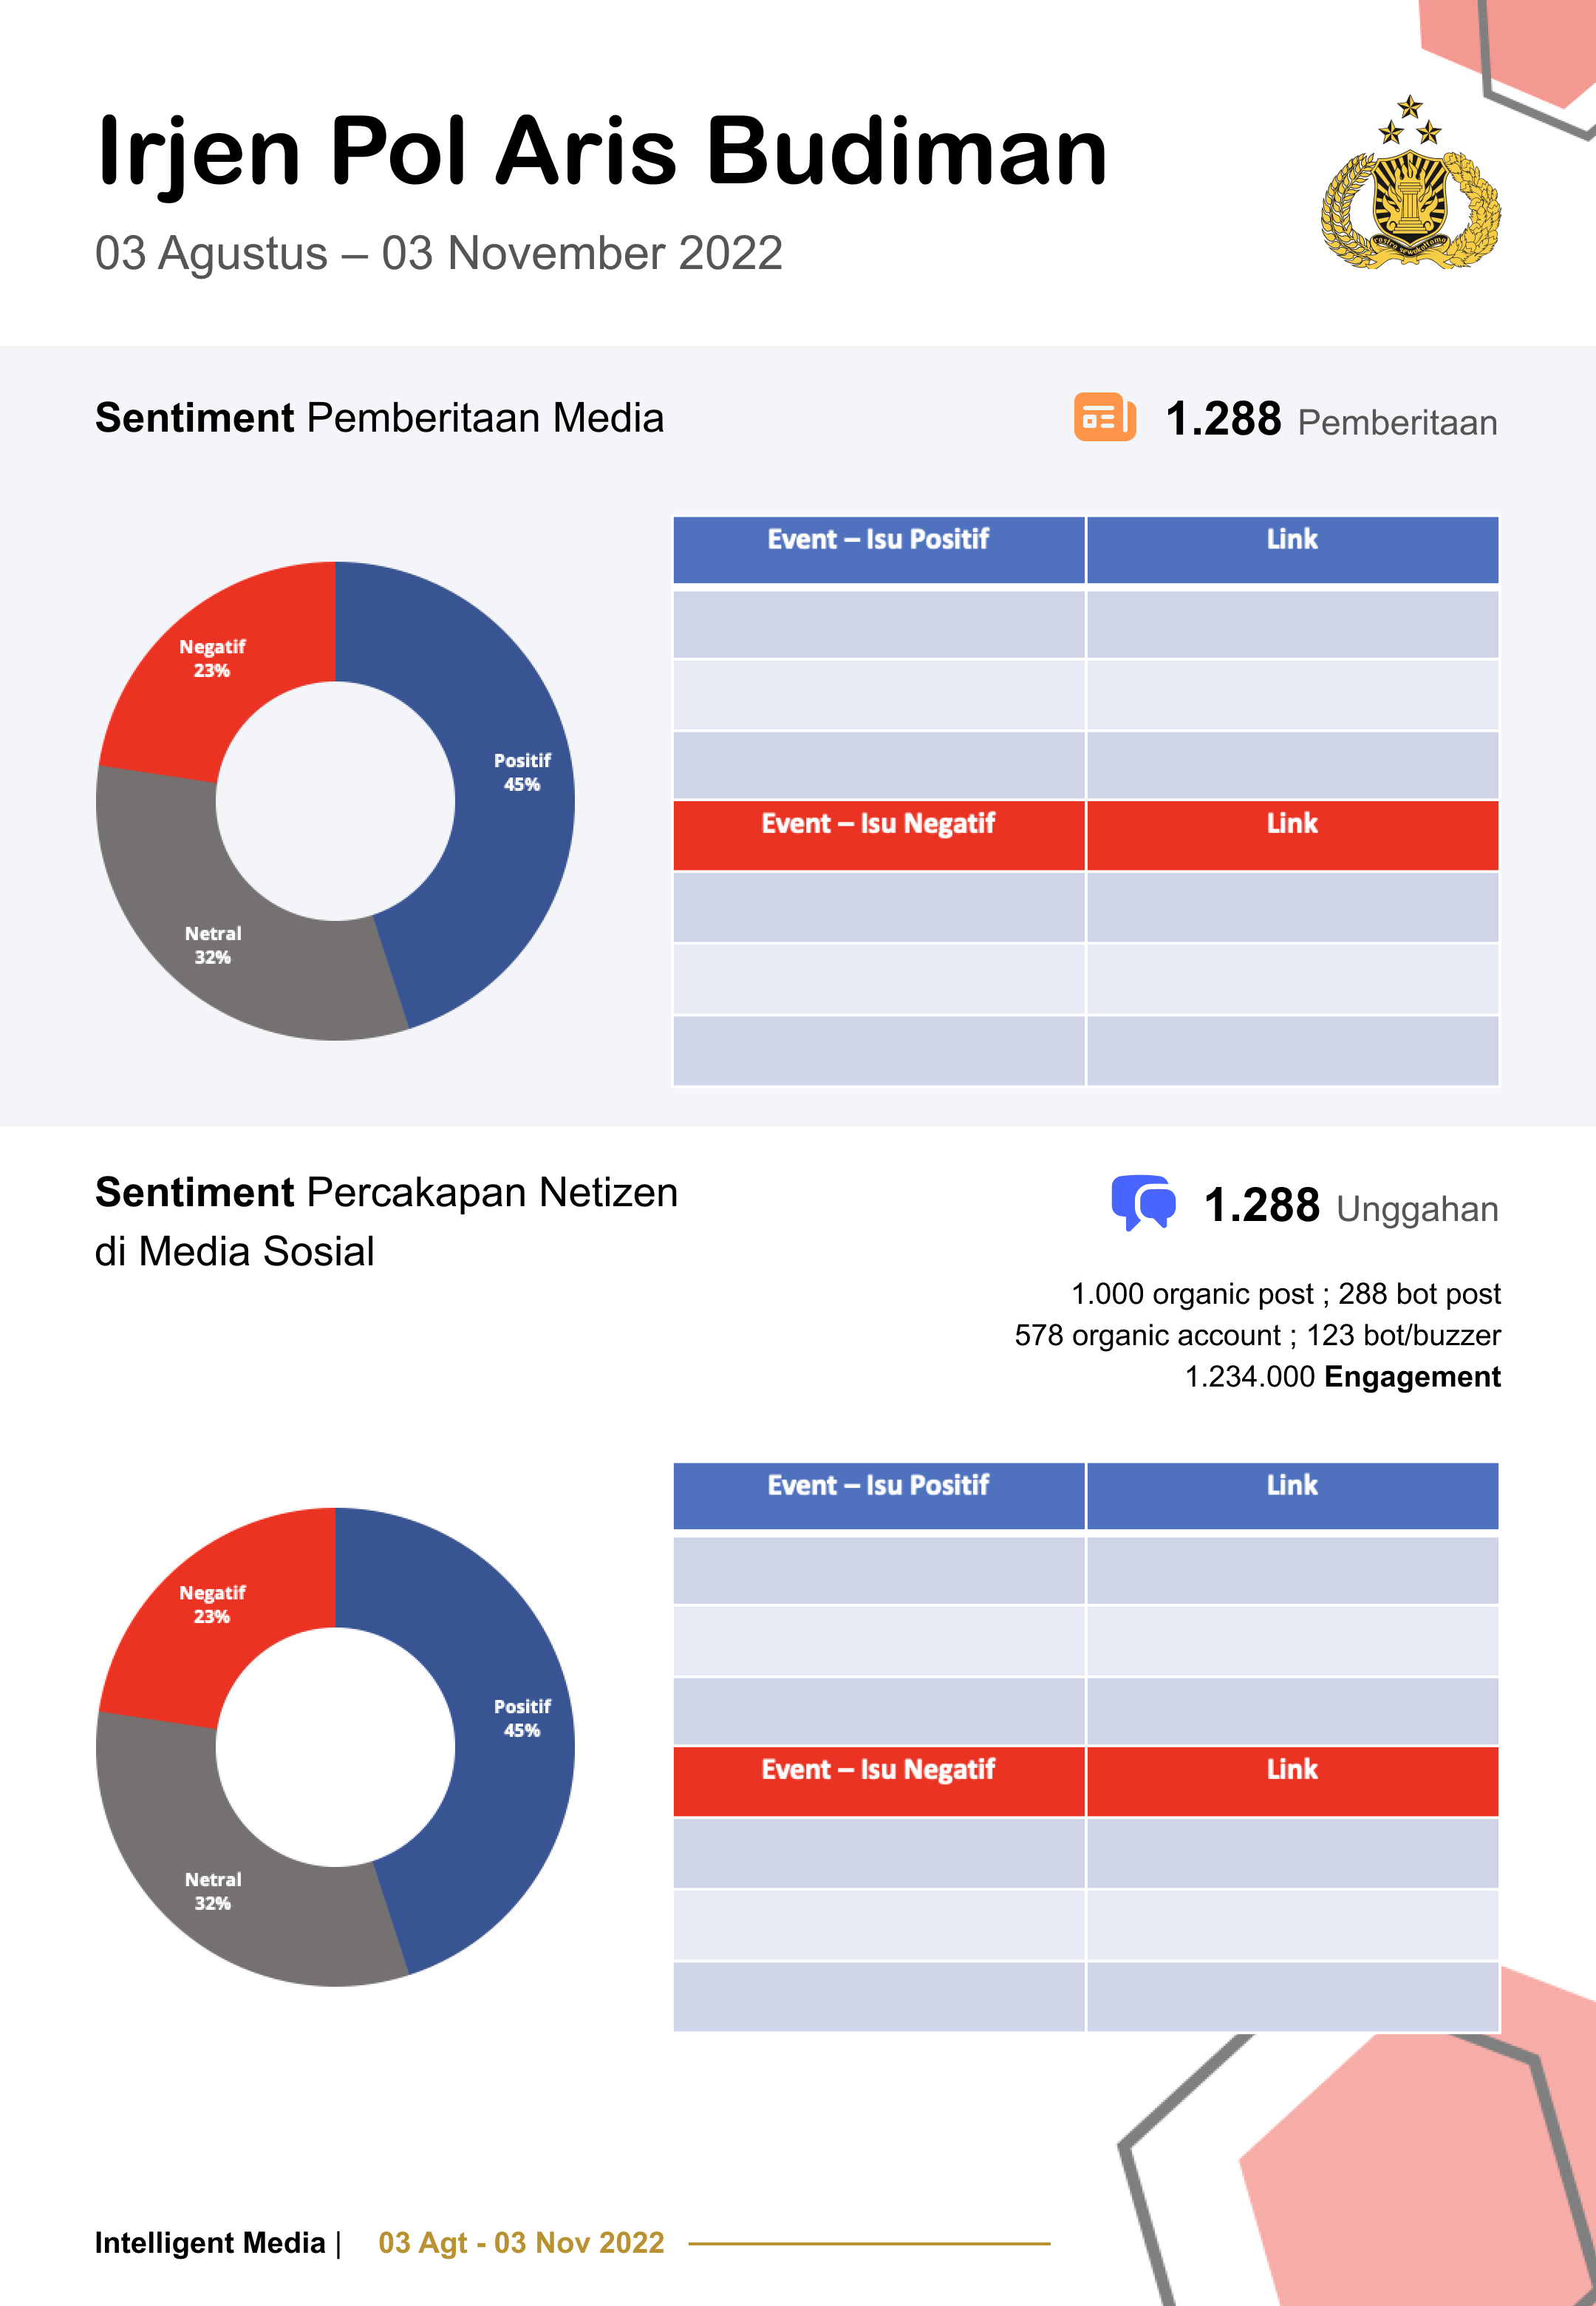 Irjen Pol Aris Budiman
03 Agustus – 03 November 2022
rastra sewakottama
Sentiment Pemberitaan Media
1.288 Pemberitaan
Negatif
23%
Positif
45%
Netral
32%
Event – Isu Positif Link
Event – Isu Negatif Link
Sentiment Percakapan Netizen
di Media Sosial
1.288 Unggahan
1.000 organic post ; 288 bot post
578 organic account ; 123 bot/buzzer
1.234.000 Engagement
Negatif
23%
Positif
45%
Netral
32%
Event – Isu Positif Link
Event – Isu Negatif Link
Intelligent Media | 03 Agt - 03 Nov 2022